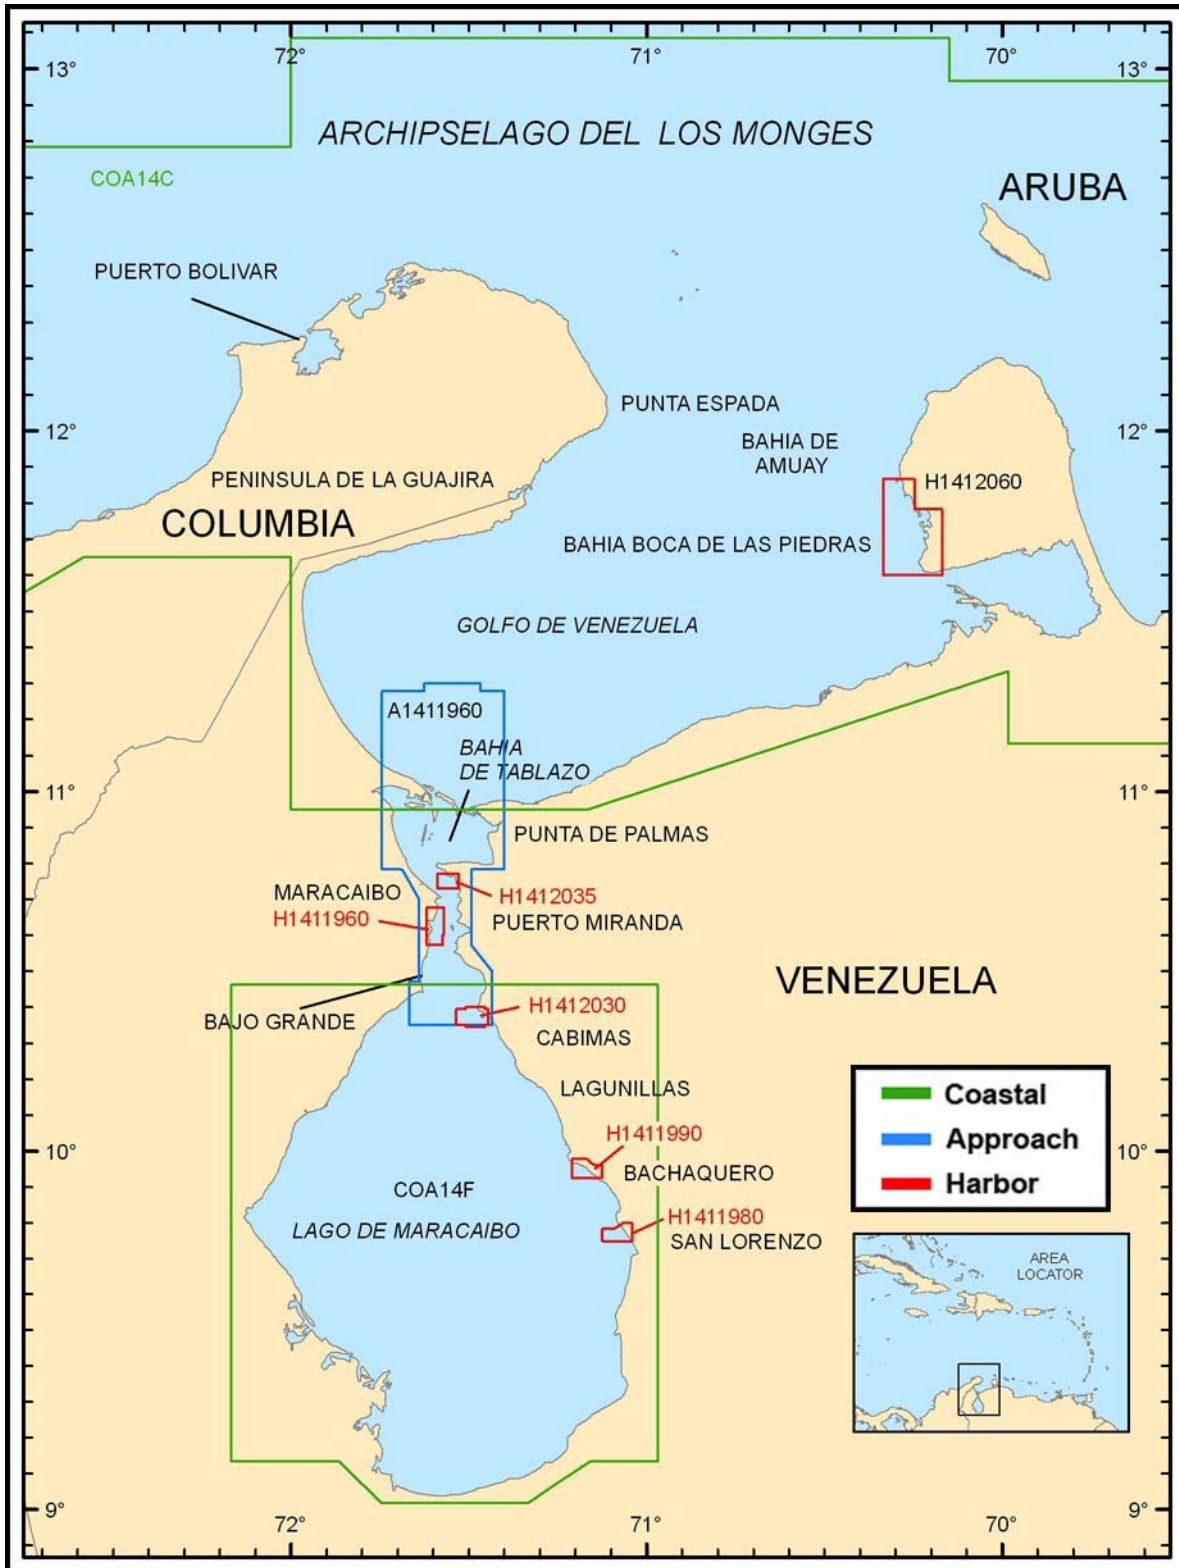 72°
71°
70°
13°
13°
ARCHIPSELAGO DEL LOS MONGES
COA14C
ARUBA
PUERTO BOLIVAR
PUNTA ESPADA
12°
12°
BAHIA DE
AMUAY
PENINSULA DE LA GUAJIRA
H1412060
COLUMBIA
BAHIA BOCA DE LAS PIEDRAS
GOLFO DE VENEZUELA
A1411960
BAHIA
DE TABLAZO
11°
11°
PUNTA DE PALMAS
MARACAIBO
H1412035
H1411960
PUERTO MIRANDA
VENEZUELA
H1412030
BAJO GRANDE
CABIMAS
LAGUNILLAS
Coastal
Approach
Harbor
H1411990
10°
10°
BACHAQUERO
COA14F
LAGO DE MARACAIBO
H1411980
SAN LORENZO
AREA
LOCATOR
9°
9°
72°
71°
70°